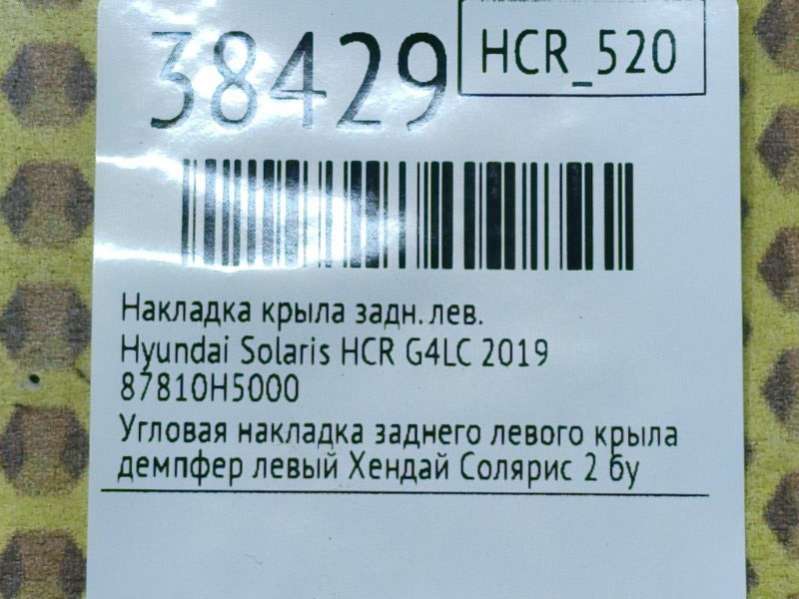 38429
HCR_520
Накладка крыла задн. лев.
Hyundai Solaris HCR G4LC 2019
87810H5000
Угловая накладка заднего левого крыла
демпфер левый Хендай Солярис 2 бу